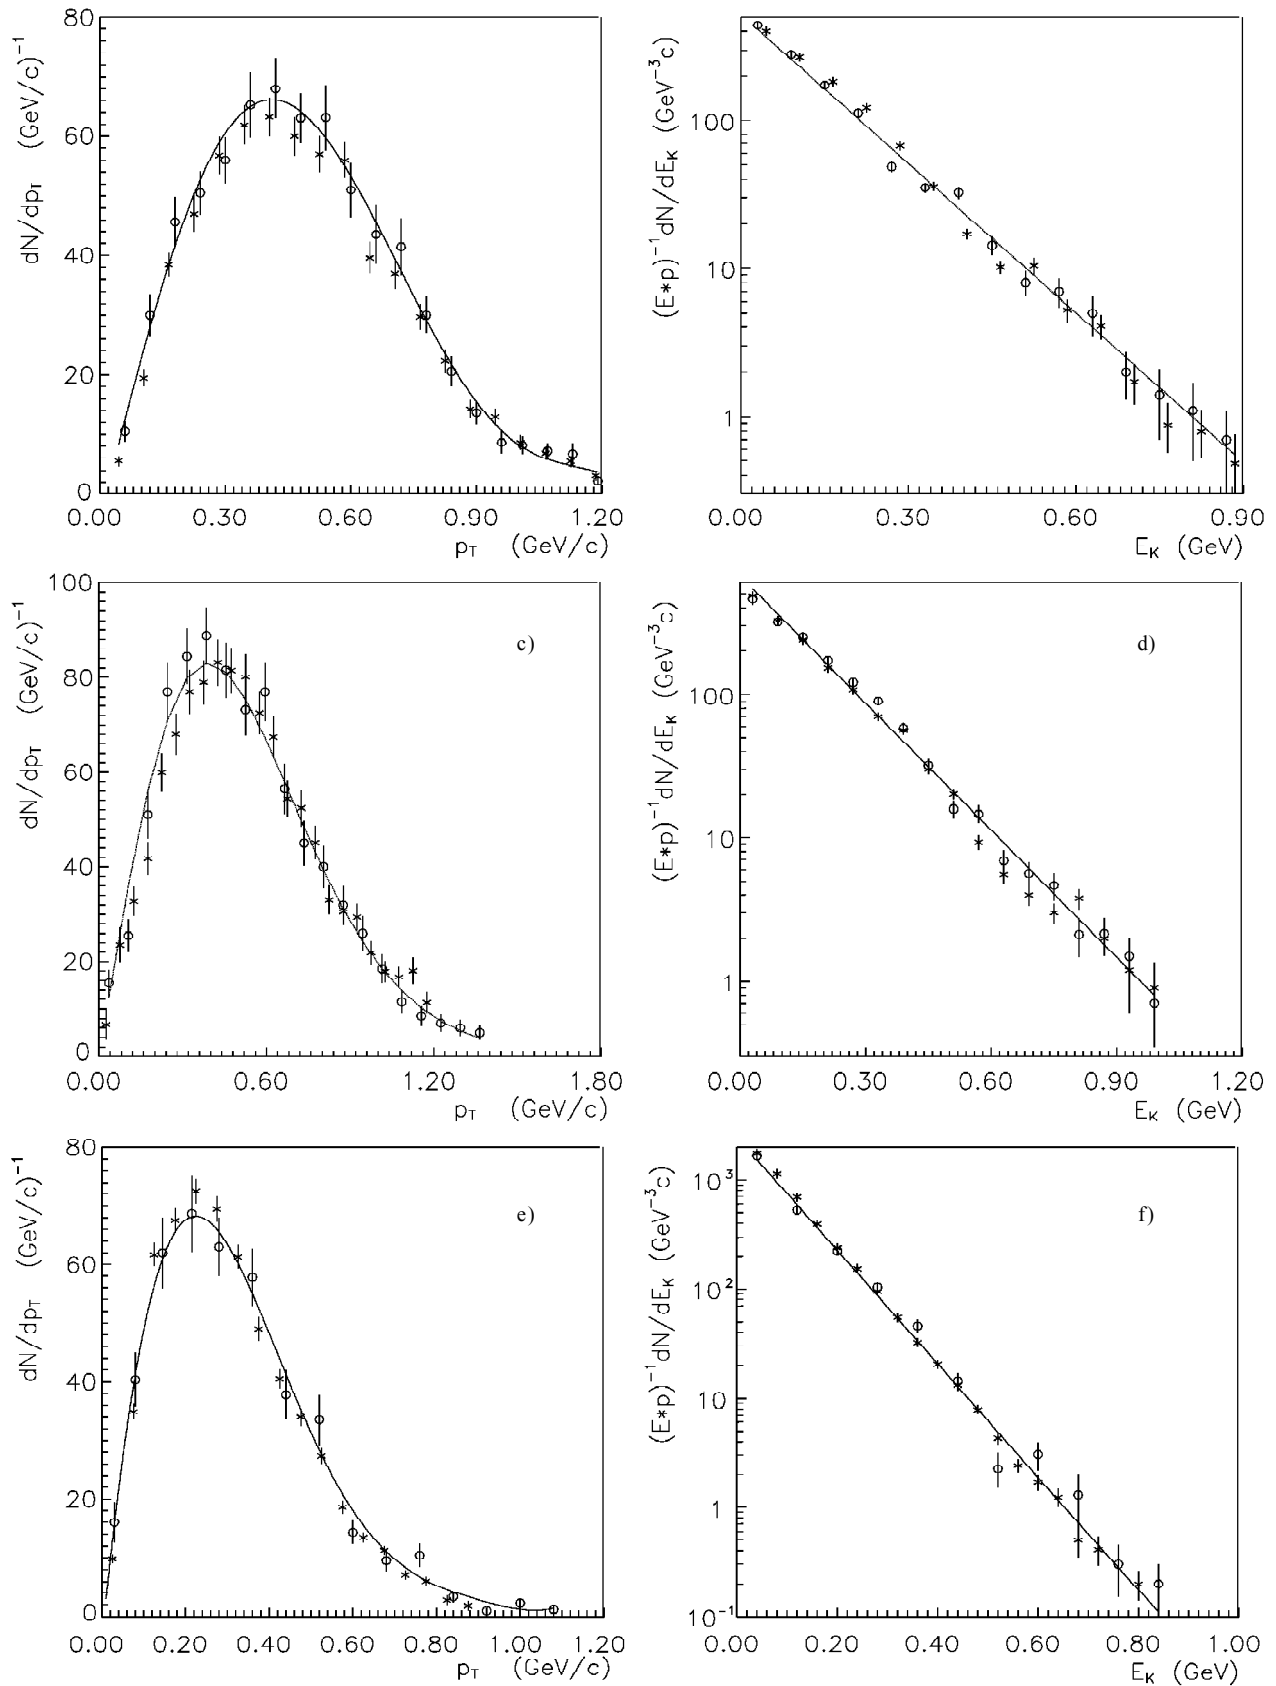 80
60
40
20
0
dN/dp_T (GeV/c)^−1
0.00 0.30 0.60 0.90 1.20
p_T (GeV/c)
100
10
1
(E*p)^−1 dN/dE_K (GeV^−3c)
0.00 0.30 0.60 0.90
E_K (GeV)
100
80
60
40
20
0
dN/dp_T (GeV/c)^−1
c)
0.00 0.60 1.20 1.80
p_T (GeV/c)
100
10
1
(E*p)^−1 dN/dE_K (GeV^−3c)
d)
0.00 0.30 0.60 0.90 1.20
E_K (GeV)
80
60
40
20
0
dN/dp_T (GeV/c)^−1
e)
0.00 0.20 0.40 0.60 0.80 1.00 1.20
p_T (GeV/c)
10^3
10^2
10
1
10^−1
(E*p)^−1 dN/dE_K (GeV^−3c)
f)
0.00 0.20 0.40 0.60 0.80 1.00
E_K (GeV)